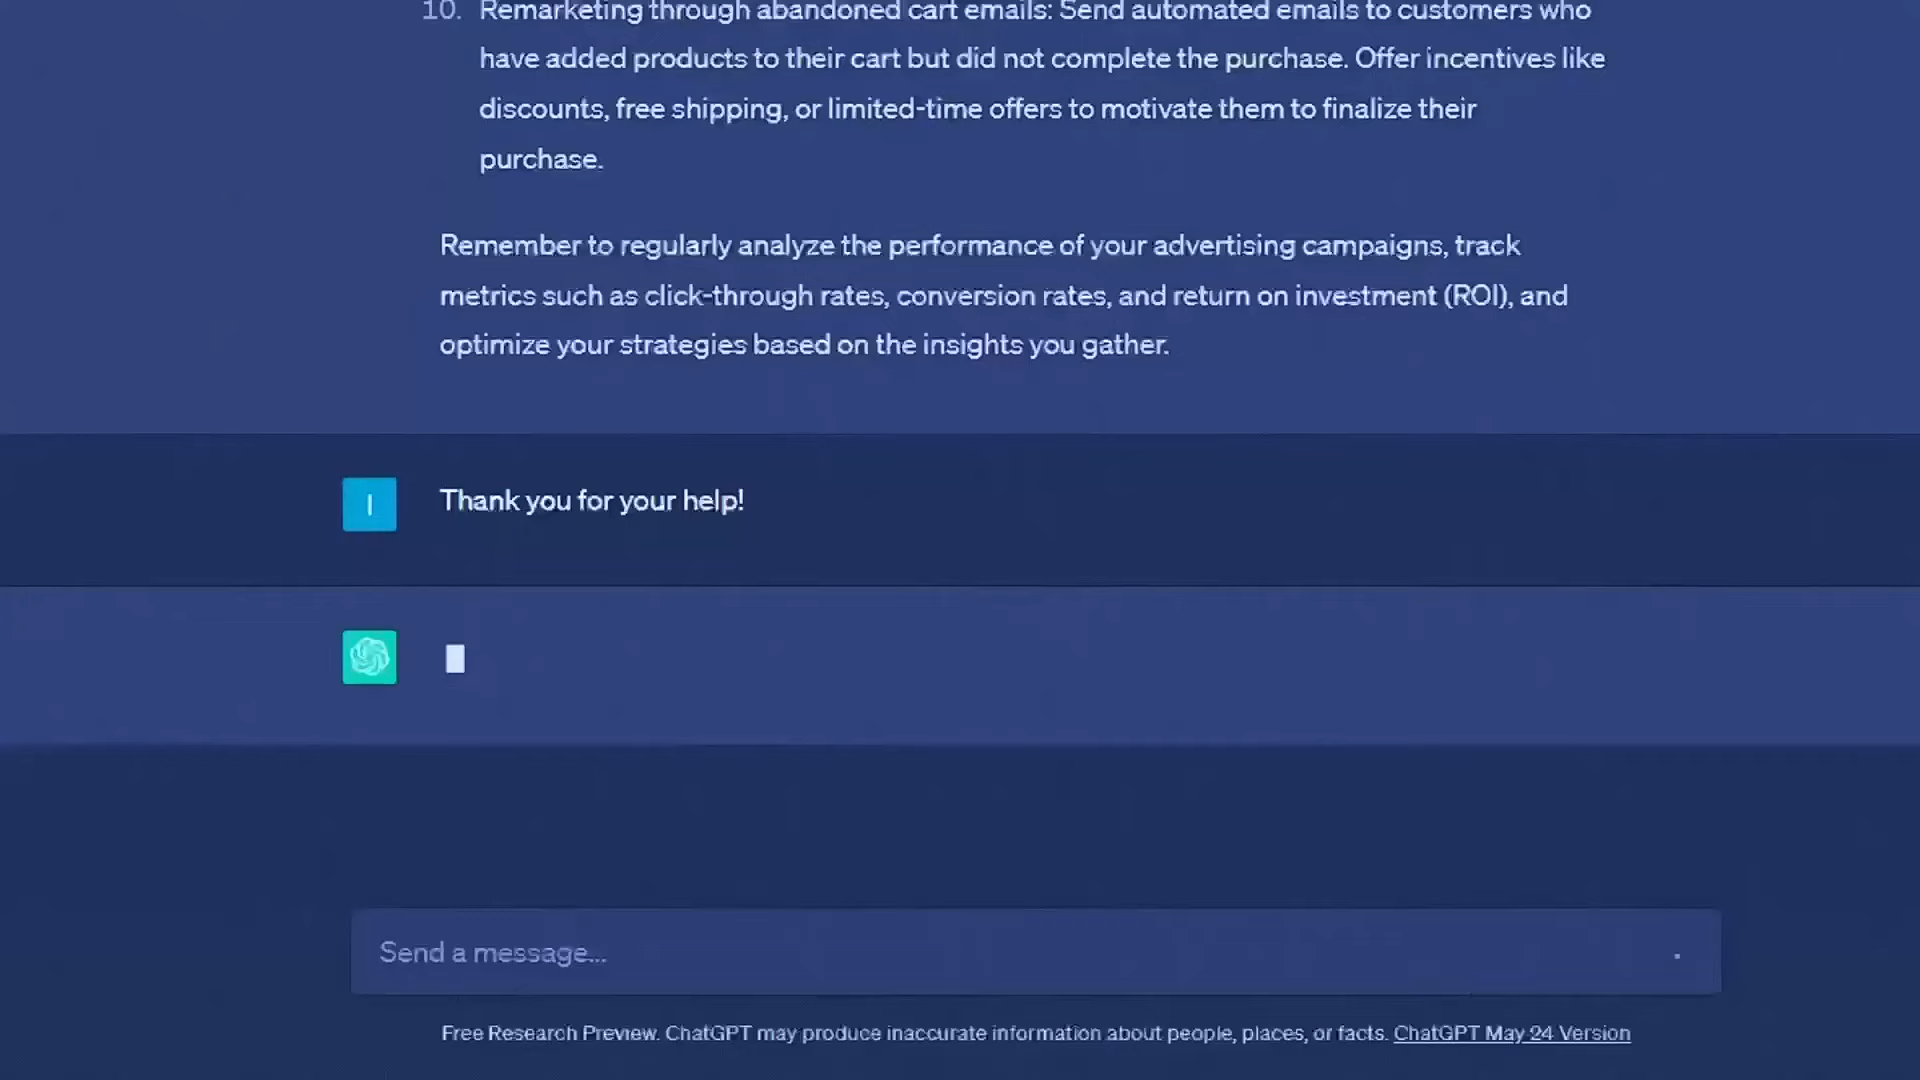 10. Remarketing through abandoned cart emails: Send automated emails to customers who
have added products to their cart but did not complete the purchase. Offer incentives like
discounts, free shipping, or limited-time offers to motivate them to finalize their
purchase.
Remember to regularly analyze the performance of your advertising campaigns, track
metrics such as click-through rates, conversion rates, and return on investment (ROI), and
optimize your strategies based on the insights you gather.
I
Thank you for your help!
Send a message...
Free Research Preview. ChatGPT may produce inaccurate information about people, places, or facts. ChatGPT May 24 Version